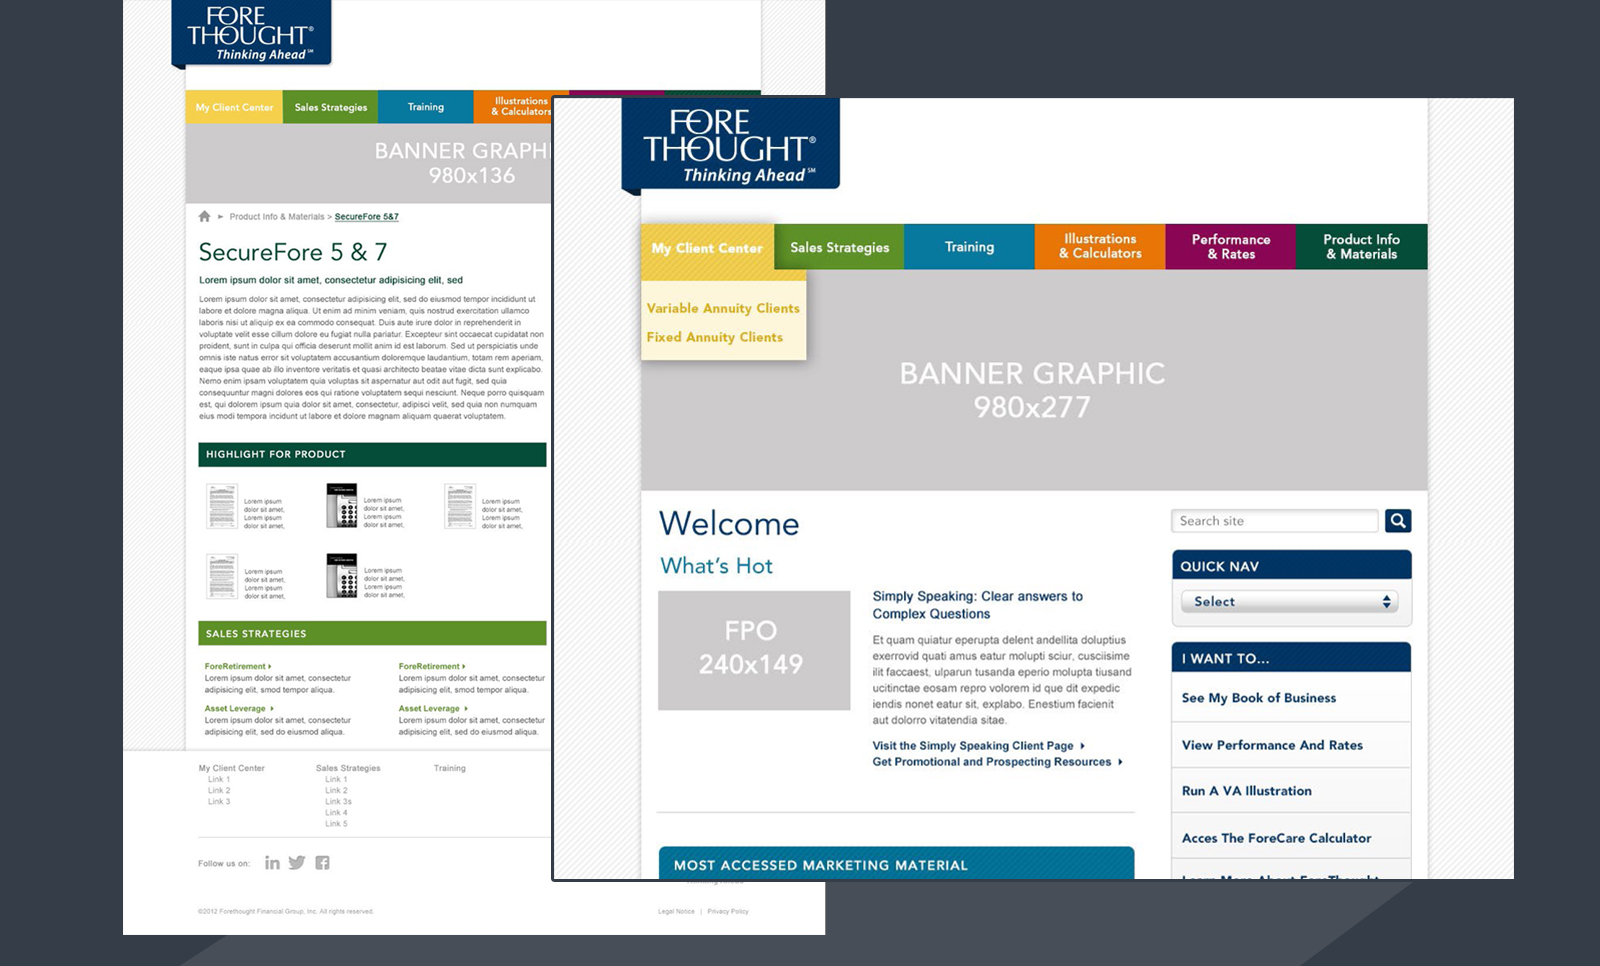 FORE
THOUGHT®
Thinking Ahead℠
My Client Center
Sales Strategies
Training
Illustrations
& Calculators
BANNER GRAPHI
980x136
Product Info & Materials > SecureFore 5&7
SecureFore 5 & 7
Lorem ipsum dolor sit amet, consectetur adipisicing elit, sed
Lorem ipsum dolor sit amet, consectetur adipisicing elit, sed do eiusmod tempor incididunt ut
labore et dolore magna aliqua. Ut enim ad minim veniam, quis nostrud exercitation ullamco
laboris nisi ut aliquip ex ea commodo consequat. Duis aute irure dolor in reprehenderit in
voluptate velit esse cillum dolore eu fugiat nulla pariatur. Excepteur sint occaecat cupidatat non
proident, sunt in culpa qui officia deserunt mollit anim id est laborum. Sed ut perspiciatis unde
omnis iste natus error sit voluptatem accusantium doloremque laudantium, totam rem aperiam,
eaque ipsa quae ab illo inventore veritatis et quasi architecto beatae vitae dicta sunt explicabo.
Nemo enim ipsam voluptatem quia voluptas sit aspernatur aut odit aut fugit, sed quia
consequuntur magni dolores eos qui ratione voluptatem sequi nesciunt. Neque porro quisquam
est, qui dolorem ipsum quia dolor sit amet, consectetur, adipisci velit, sed quia non numquam
eius modi tempora incidunt ut labore et dolore magnam aliquam quaerat voluptatem.
HIGHLIGHT FOR PRODUCT
Lorem ipsum
dolor sit amet,
Lorem ipsum
dolor sit amet,
Lorem ipsum
dolor sit amet,
Lorem ipsum
dolor sit amet,
Lorem ipsum
dolor sit amet,
Lorem ipsum
dolor sit amet,
Lorem ipsum
dolor sit amet,
Lorem ipsum
dolor sit amet,
Lorem ipsum
dolor sit amet,
Lorem ipsum
dolor sit amet,
SALES STRATEGIES
ForeRetirement
Lorem ipsum dolor sit amet, consectetur
adipisicing elit, smod tempor aliqua.
Asset Leverage
Lorem ipsum dolor sit amet, consectetur
adipisicing elit, sed do eiusmod aliqua.
ForeRetirement
Lorem ipsum dolor sit amet, consectetur
adipisicing elit, smod tempor aliqua.
Asset Leverage
Lorem ipsum dolor sit amet, consectetur
adipisicing elit, sed do eiusmod aliqua.
My Client Center
Link 1
Link 2
Link 3
Sales Strategies
Link 1
Link 2
Link 3s
Link 4
Link 5
Training
Follow us on:
©2012 Forethought Financial Group, Inc. All rights reserved.
Legal Notice | Privacy Policy
FORE
THOUGHT®
Thinking Ahead℠
My Client Center
Sales Strategies
Training
Illustrations
& Calculators
Performance
& Rates
Product Info
& Materials
Variable Annuity Clients
Fixed Annuity Clients
BANNER GRAPHIC
980x277
Welcome
What's Hot
FPO
240x149
Simply Speaking: Clear answers to
Complex Questions
Et quam quiatur eperupta delent andellita doluptius
exerrovid quati amus eatur molupti sciur, cusciisime
ilit faccaest, ulparun tusanda eperio molupta tiusand
ucitinctae eosam repro volorem id que dit expedic
iendis nonet eatur sit, explabo. Enestium facienit
aut dolorro vitatendia sitae.
Visit the Simply Speaking Client Page
Get Promotional and Prospecting Resources
MOST ACCESSED MARKETING MATERIAL
Search site
QUICK NAV
Select
I WANT TO...
See My Book of Business
View Performance And Rates
Run A VA Illustration
Acces The ForeCare Calculator
Learn More About ForeThought